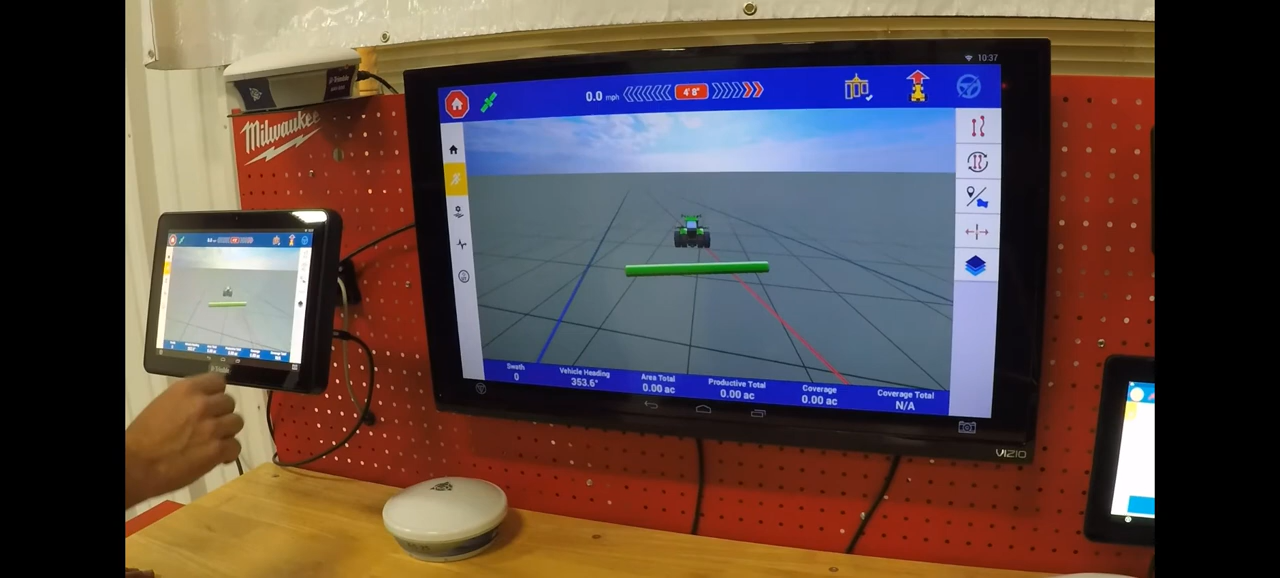 10:37
0.0 mph
4' 8"
Milwaukee
Swath
0
Vehicle Heading
353.6°
Area Total
0.00 ac
Productive Total
0.00 ac
Coverage
0.00 ac
Coverage Total
N/A
VIZIO
Trimble